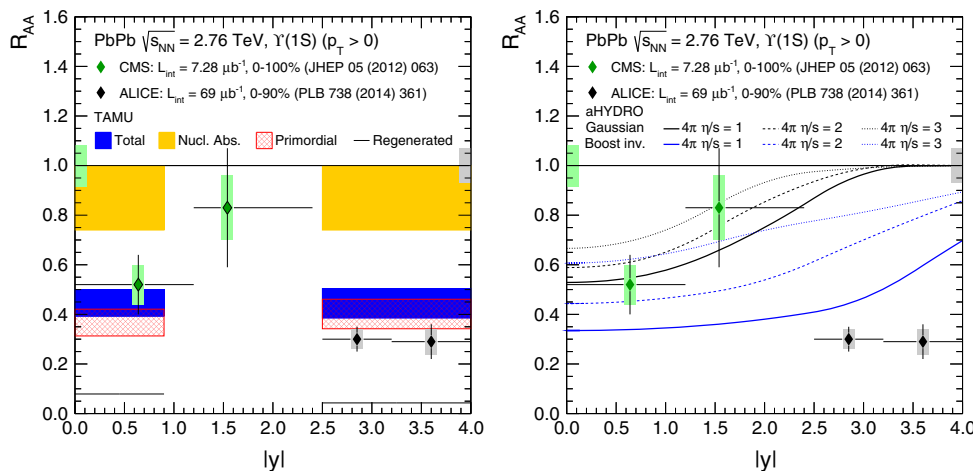 R_AA
PbPb √s_NN = 2.76 TeV, ϒ(1S) (p_T > 0)
CMS: L_int = 7.28 μb⁻¹, 0-100% (JHEP 05 (2012) 063)
ALICE: L_int = 69 μb⁻¹, 0-90% (PLB 738 (2014) 361)
TAMU
Total Nucl. Abs. Primordial Regenerated
1.6
1.4
1.2
1.0
0.8
0.6
0.4
0.2
0.0
0.0 0.5 1.0 1.5 2.0 2.5 3.0 3.5 4.0
|y|
R_AA
PbPb √s_NN = 2.76 TeV, ϒ(1S) (p_T > 0)
CMS: L_int = 7.28 μb⁻¹, 0-100% (JHEP 05 (2012) 063)
ALICE: L_int = 69 μb⁻¹, 0-90% (PLB 738 (2014) 361)
aHYDRO
Gaussian 4π η/s = 1 4π η/s = 2 4π η/s = 3
Boost inv. 4π η/s = 1 4π η/s = 2 4π η/s = 3
1.6
1.4
1.2
1.0
0.8
0.6
0.4
0.2
0.0
0.0 0.5 1.0 1.5 2.0 2.5 3.0 3.5 4.0
|y|